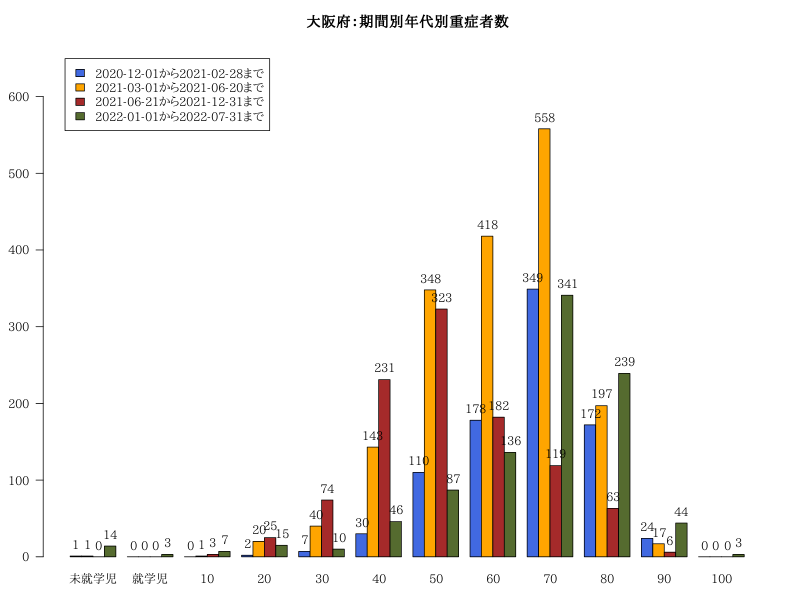 大阪府：期間別年代別重症者数
2020-12-01から2021-02-28まで
2021-03-01から2021-06-20まで
2021-06-21から2021-12-31まで
2022-01-01から2022-07-31まで
600
500
400
300
200
100
0
1 1 0 14
0 0 0 3
0 1 3 7
2 20 25 15
7 40 74 10
30 143 231 46
110 348 323 87
178 418 182 136
349 558 119 341
172 197 63 239
24 17 6 44
0 0 0 3
未就学児 就学児 10 20 30 40 50 60 70 80 90 100